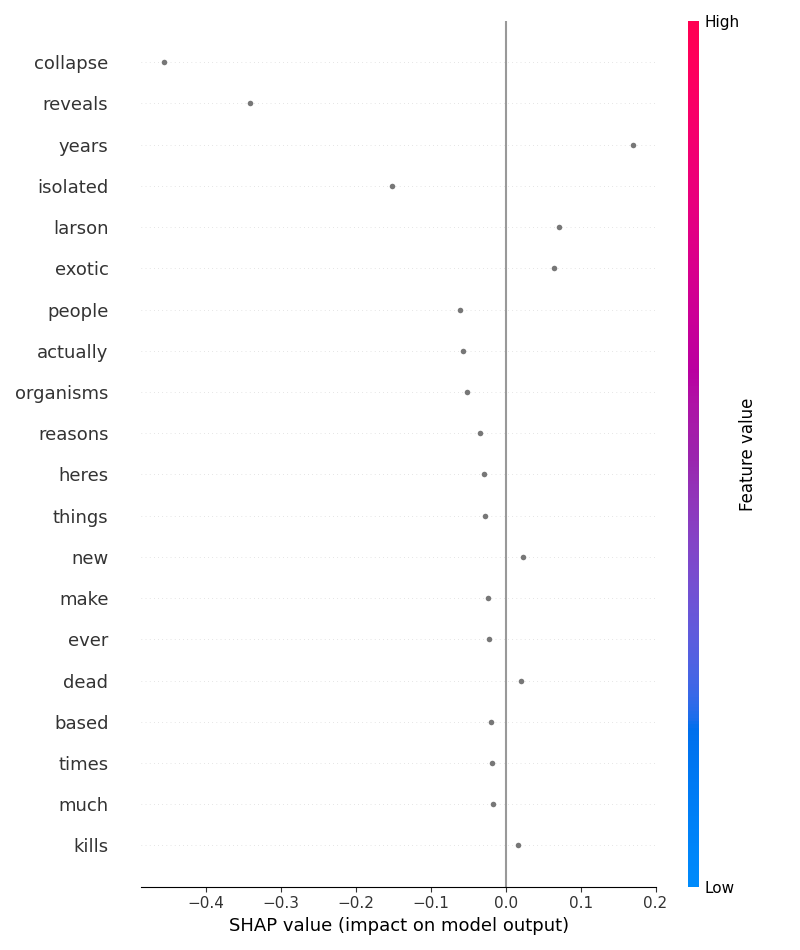 High
collapse
reveals
years
isolated
larson
exotic
people
actually
organisms
reasons
heres
things
new
make
ever
dead
based
times
much
kills
Feature value
Low
−0.4 −0.3 −0.2 −0.1 0.0 0.1 0.2
SHAP value (impact on model output)